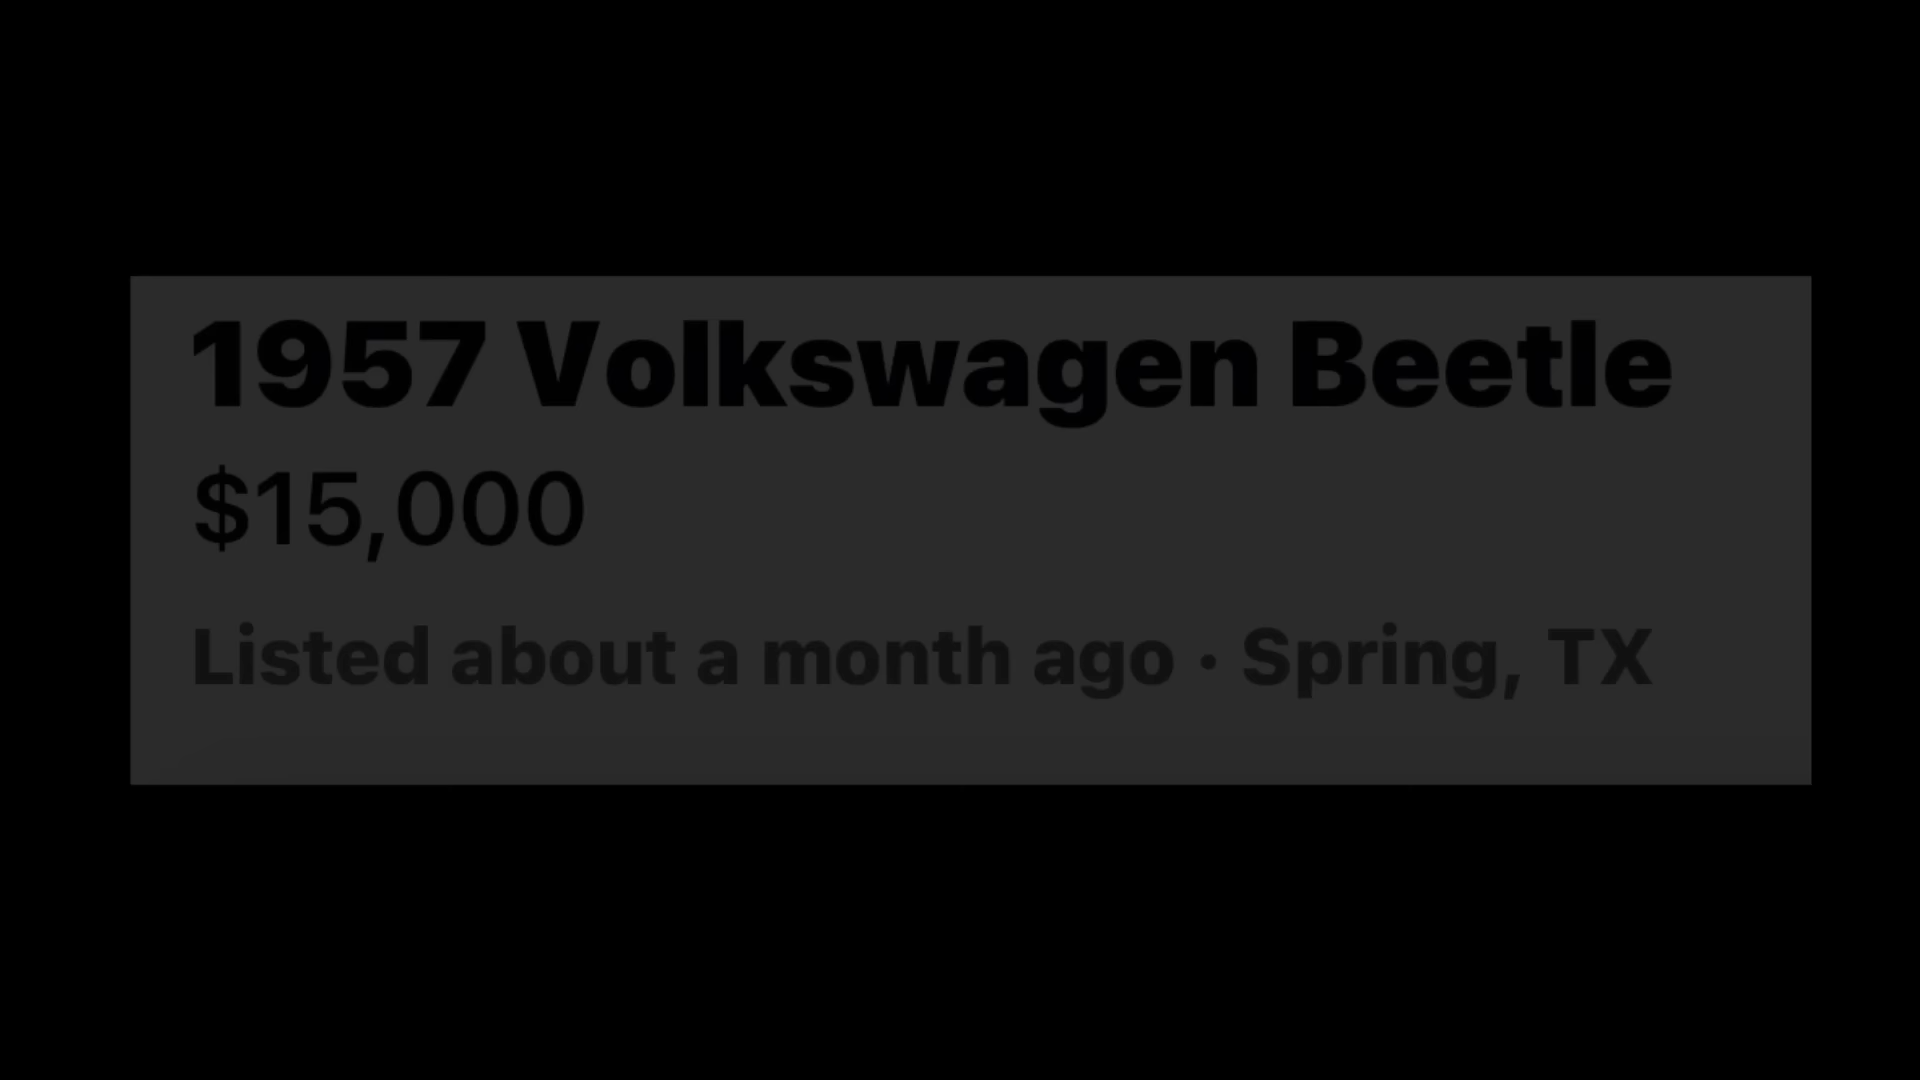 1957 Volkswagen Beetle
$15,000
Listed about a month ago · Spring, TX